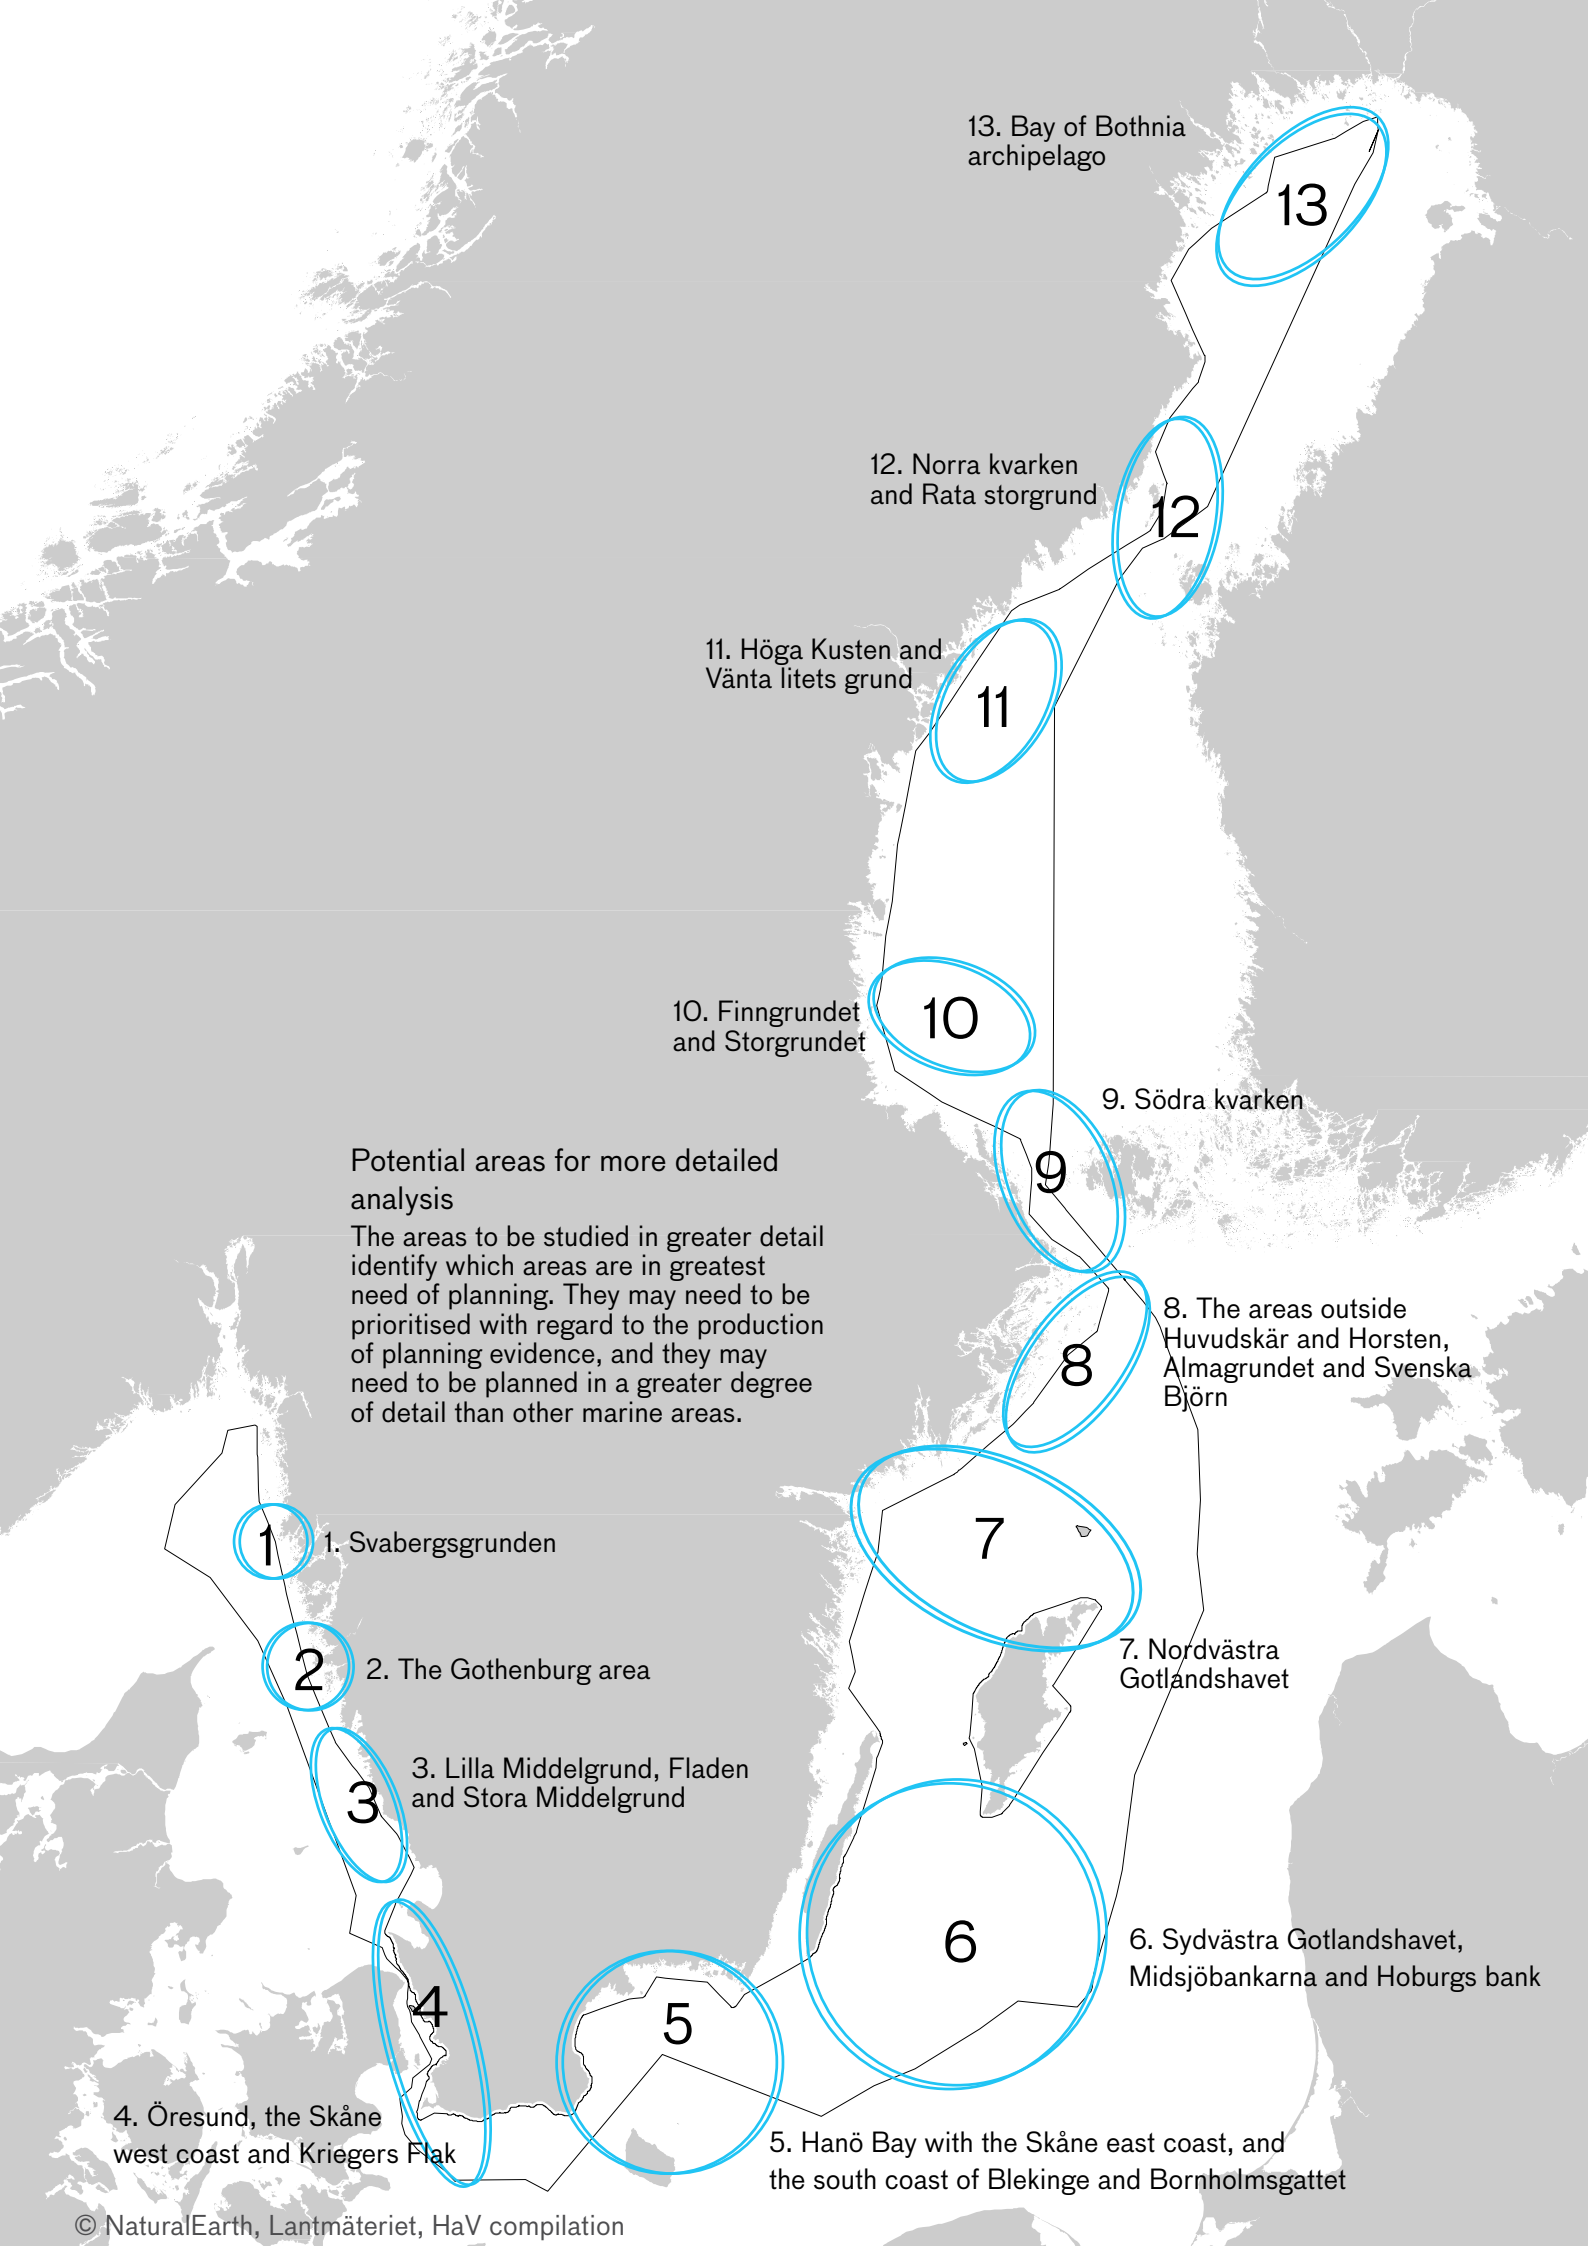 13. Bay of Bothnia
archipelago
13
12. Norra kvarken
and Rata storgrund
12
11. Höga Kusten and
Vänta litets grund
11
10. Finngrundet
and Storgrundet
10
9. Södra kvarken
9
Potential areas for more detailed
analysis
The areas to be studied in greater detail
identify which areas are in greatest
need of planning. They may need to be
prioritised with regard to the production
of planning evidence, and they may
need to be planned in a greater degree
of detail than other marine areas.
8. The areas outside
Huvudskär and Horsten,
Almagrundet and Svenska
Björn
8
7
7. Nordvästra
Gotlandshavet
1
1. Svabergsgrunden
2
2. The Gothenburg area
3
3. Lilla Middelgrund, Fladen
and Stora Middelgrund
6
6. Sydvästra Gotlandshavet,
Midsjöbankarna and Hoburgs bank
4
5
4. Öresund, the Skåne
west coast and Kriegers Flak
5. Hanö Bay with the Skåne east coast, and
the south coast of Blekinge and Bornholmsgattet
© NaturalEarth, Lantmäteriet, HaV compilation